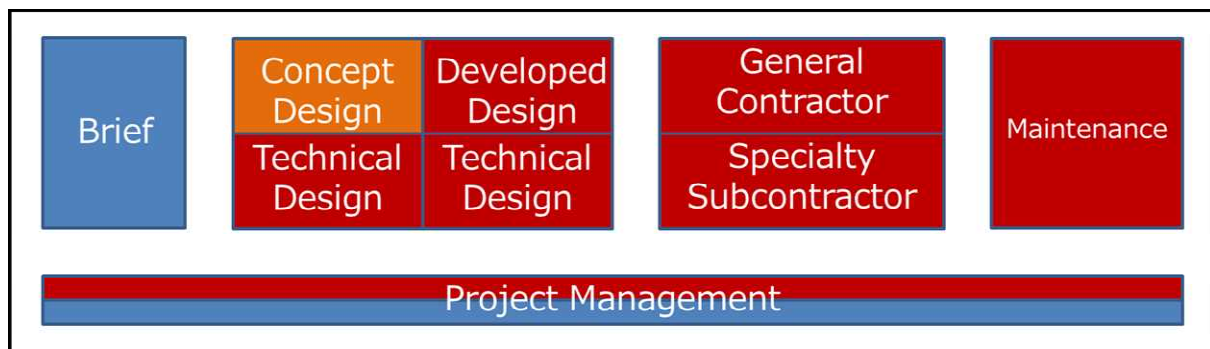 Brief
Concept
Design
Developed
Design
Technical
Design
Technical
Design
General
Contractor
Specialty
Subcontractor
Maintenance
Project Management